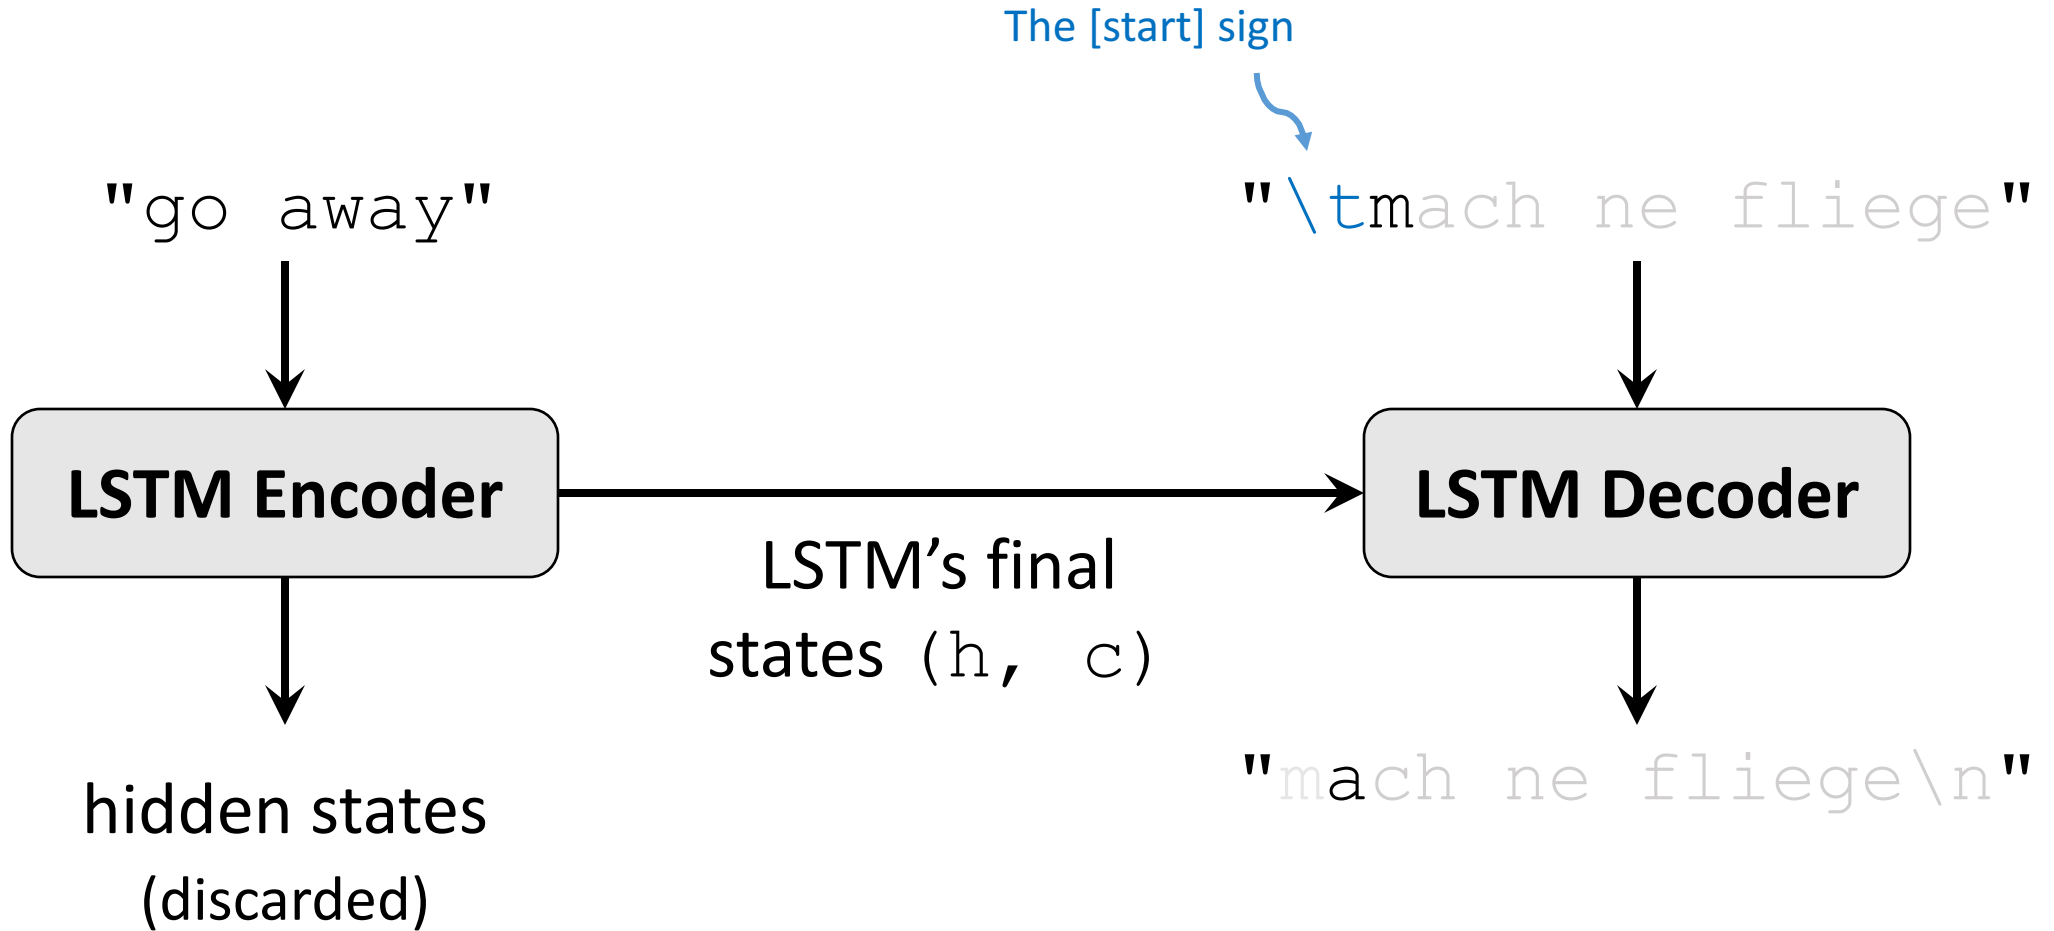 The [start] sign
"go away"
"\tmach ne fliege"
LSTM Encoder
LSTM Decoder
LSTM’s final
states (h, c)
hidden states
(discarded)
"mach ne fliege\n"